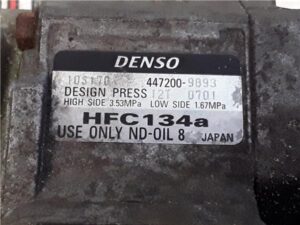 DENSO
10S17C 447200-9893
DESIGN PRESS 12T 0701
HIGH SIDE 3.53MPa LOW SIDE 1.67MPa
HFC134a
USE ONLY ND-OIL 8 JAPAN